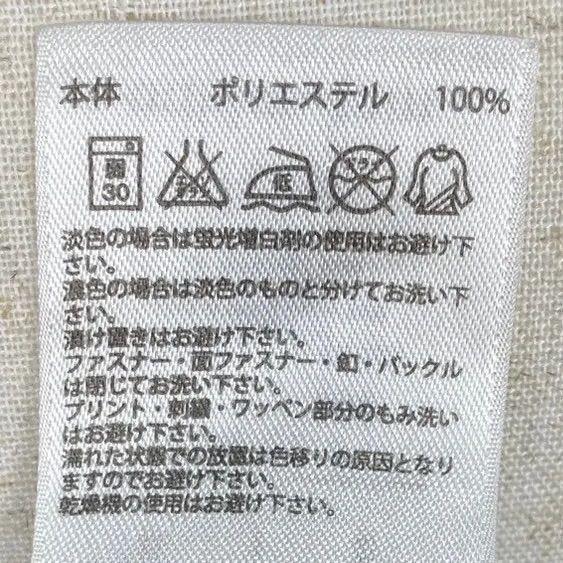 本体 ポリエステル 100%
弱 30 エンソサラシ 低 セキユ系
淡色の場合は蛍光増白剤の使用はお避け下
さい。
濃色の場合は淡色のものと分けてお洗い下
さい。
漬け置きはお避け下さい。
ファスナー・面ファスナー・釦・バックル
は閉じてお洗い下さい。
プリント・刺繍・ワッペン部分のもみ洗い
はお避け下さい。
濡れた状態での放置は色移りの原因となり
ますのでお避け下さい。
乾燥機の使用はお避け下さい。